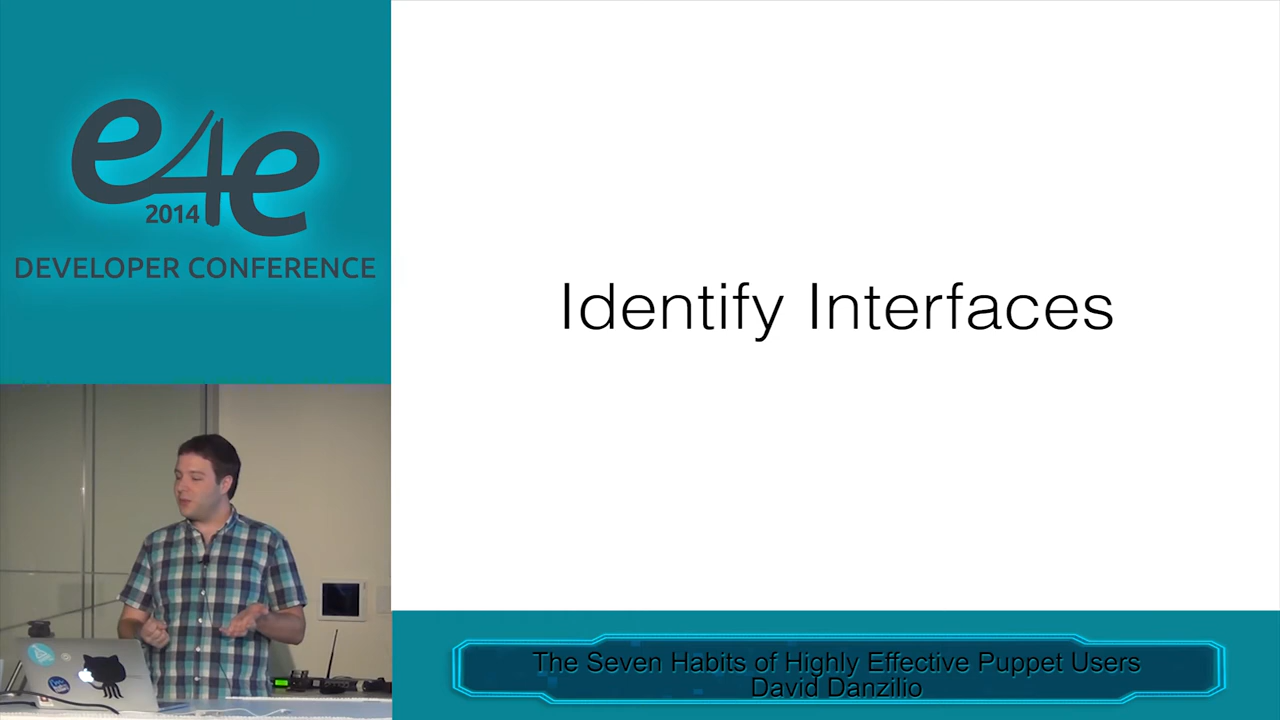 e4e
2014
DEVELOPER CONFERENCE
Identify Interfaces
The Seven Habits of Highly Effective Puppet Users
David Danzilio